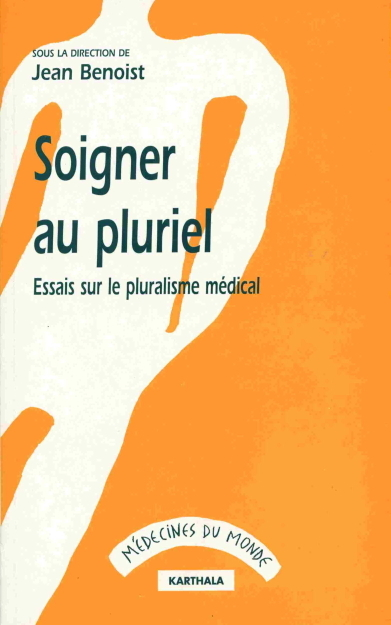 SOUS LA DIRECTION DE
Jean Benoist
Soigner
au pluriel
Essais sur le pluralisme médical
MÉDECINES DU MONDE
KARTHALA